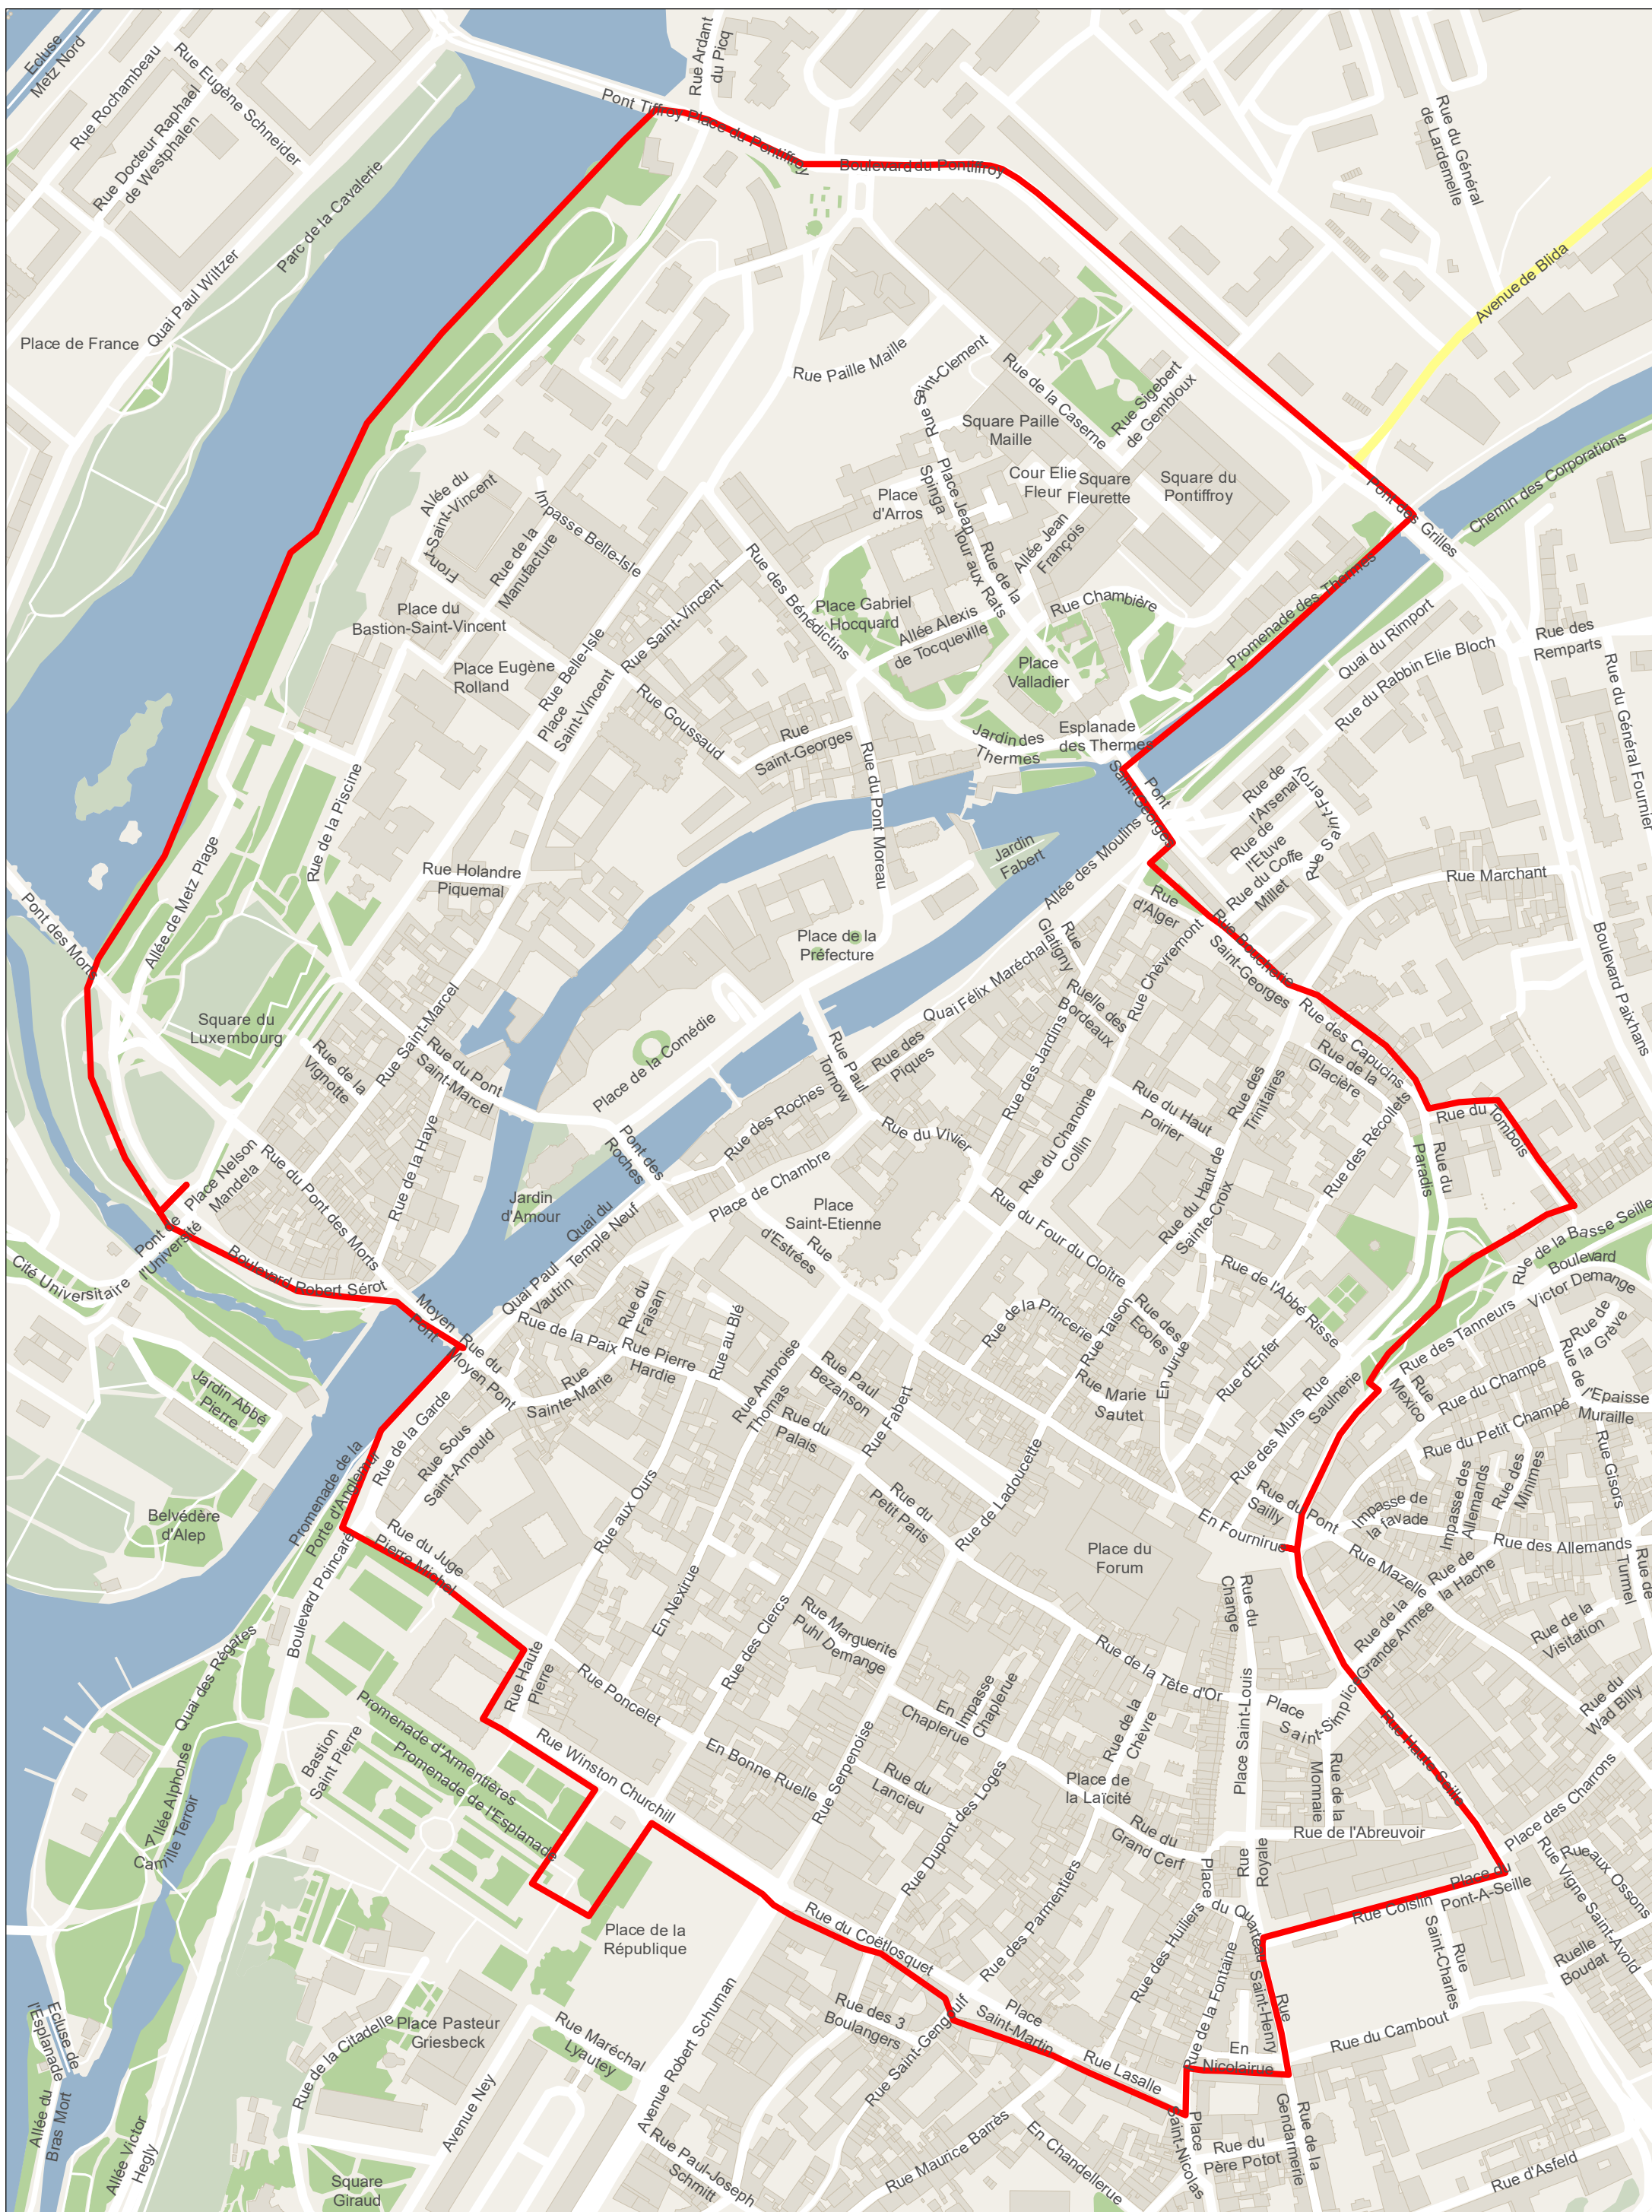 Ecluse
Metz Nord
Rue Rochambeau
Rue Eugène Schneider
Rue Docteur Raphael
de Westphalen
Parc de la Cavalerie
Quai Paul Wiltzer
Place de France
Rue Ardant
du Picq
Pont Tiffroy
Place du Pontiffroy
Boulevard du Pontiffroy
Rue du Général
de Lardemelle
Avenue de Blida
Chemin des Corporations
Pont des Grilles
Rue Paille Maille
Rue Saint-Clement
Rue de la Caserne
Rue Sigebert
de Gembloux
Square Paille
Maille
Cour Elie
Fleur
Square
Fleurette
Square du
Pontiffroy
Place
d'Arros
Place Jean
Spinga
Tour aux Rats
Rue de la
Allée Jean
François
Allée du
Front-Saint-Vincent
Rue de la
Manufacture
Impasse Belle-Isle
Place du
Bastion-Saint-Vincent
Place Eugène
Rolland
Rue Belle-Isle
Place
Saint-Vincent
Rue Saint-Vincent
Rue des Bénédictins
Place Gabriel
Hocquard
Allée Alexis
de Tocqueville
Rue Chambière
Place
Valladier
Promenade des Thermes
Quai du Rimport
Rue du Rabbin Elie Bloch
Rue des
Remparts
Rue du Général Fournier
Rue Goussaud
Rue
Saint-Georges
Jardin des
Thermes
Esplanade
des Thermes
Pont
Saint-Georges
Rue du Pont Moreau
Rue de la Piscine
Allée de Metz Plage
Rue Holandre
Piquemal
Jardin
Fabert
Allée des Moulins
Rue de
l'Arsenal
Rue Saint-Ferroy
Rue de
l'Etuve
Rue du Coffe
Millet
Rue Marchant
Rue
d'Alger
Rue Boucherie
Saint-Georges
Boulevard Paixhans
Pont des Morts
Square du
Luxembourg
Rue de la
Vignotte
Rue Saint-Marcel
Rue du Pont
Saint-Marcel
Place de la
Préfecture
Place de la Comédie
Rue Paul
Tornow
Rue des
Piques
Quai Félix Maréchal
Rue
Glatigny
Ruelle des
Bordeaux
Rue Chèvremont
Rue des Jardins
Rue des Capucins
Rue de la
Glacière
Rue des
Trinitaires
Rue du Haut
Poirier
Rue du Chanoine
Collin
Rue des Récollets
Rue du
Paradis
Rue du Tombois
Rue de la Haye
Rue du Pont des Morts
Place Nelson
Mandela
Pont de
l'Université
Cité Universitaire
Boulevard Robert Sérot
Jardin
d'Amour
Pont des
Roches
Rue des Roches
Rue du Vivier
Place de Chambre
Place
Saint-Etienne
Rue
d'Estrées
Quai du
Temple Neuf
Quai Paul
Vautrin
Rue du
Faisan
Rue de la Paix
Rue Pierre
Hardie
Rue au Blé
Moyen
Pont
Rue du
Moyen Pont
Rue
Sainte-Marie
Rue du Four du Cloître
Rue du Haut de
Sainte-Croix
Rue de l'Abbé Risse
Rue de la Princerie
Rue Taison
Rue des
Ecoles
En Jurue
Rue d'Enfer
Rue Marie
Sautet
Rue des Murs
Rue
Saulnerie
Rue de la Basse Seille
Boulevard
Victor Demange
Rue des Tanneurs
Rue
Mexico
Rue du Champé
Rue de
la Grève
Rue de
l'Epaisse
Muraille
Rue du Petit Champé
Rue Gisors
Rue des
Minimes
Impasse des
Allemands
Impasse de
la favade
Rue des Allemands
Rue de
Turmel
Rue de
Jardin Abbé
Pierre
Rue de la Garde
Promenade de la
Porte d'Anglemur
Rue Sous
Saint-Arnould
Rue Ambroise
Thomas
Rue Paul
Bezanson
Rue du
Palais
Rue Fabert
Rue du
Petit Paris
Rue de Ladoucette
Rue aux Ours
Rue du Pont
Sailly
En Fournirue
Rue Mazelle
Place du
Forum
Rue du
Change
Rue de
la Hache
Rue de la
Grande Armée
Rue de la
Visitation
Rue du
Wad Billy
Belvédère
d'Alep
Rue du Juge
Pierre Michel
Boulevard Poincaré
Quai des Régates
Rue Haute
Pierre
En Nexirue
Rue des Clercs
Rue Poncelet
Rue Marguerite
Puhl Demange
Rue de la Tête d'Or
Place
Saint-Simplice
Rue Haute Seille
Place Saint-Louis
Rue de la
Monnaie
Rue de l'Abreuvoir
Rue de la
Chèvre
Impasse
Chaplerue
En
Chaplerue
Rue Serpenoise
En Bonne Ruelle
Rue du
Lancieu
Rue Dupont des Loges
Place de
la Laïcité
Rue du
Grand Cerf
Rue
Royale
Place du Quarteau
Place des Charrons
Place du
Pont-A-Seille
Rue Coislin
Rue
Saint-Charles
Rue Vigne Saint-Avold
Rue aux Ossons
Ruelle
Boudat
Rue Winston Churchill
Promenade d'Armentières
Promenade de l'Esplanade
Bastion
Saint Pierre
Allée Alphonse
Camille Terroir
Place de la
République
Rue du Coëtlosquet
Rue des Parmentiers
Rue des Huiliers
Rue de la Fontaine
Rue
Saint-Henry
En
Nicolairue
Rue du Cambout
Rue des 3
Boulangers
Rue Saint-Gengoulf
Place
Saint-Martin
Rue Lasalle
Place
Saint-Nicolas
Rue du
Père Potot
Rue de la
Gendarmerie
Rue d'Asfeld
Rue Maurice Barrès
En Chandellerue
Avenue Robert Schuman
Rue Maréchal
Lyautey
Place Pasteur
Griesbeck
Rue de la Citadelle
Avenue Ney
Rue Paul-Joseph
Schmitt
Square
Giraud
Ecluse de
l'Esplanade
Allée du
Bras Mort
Allée Victor
Hegly